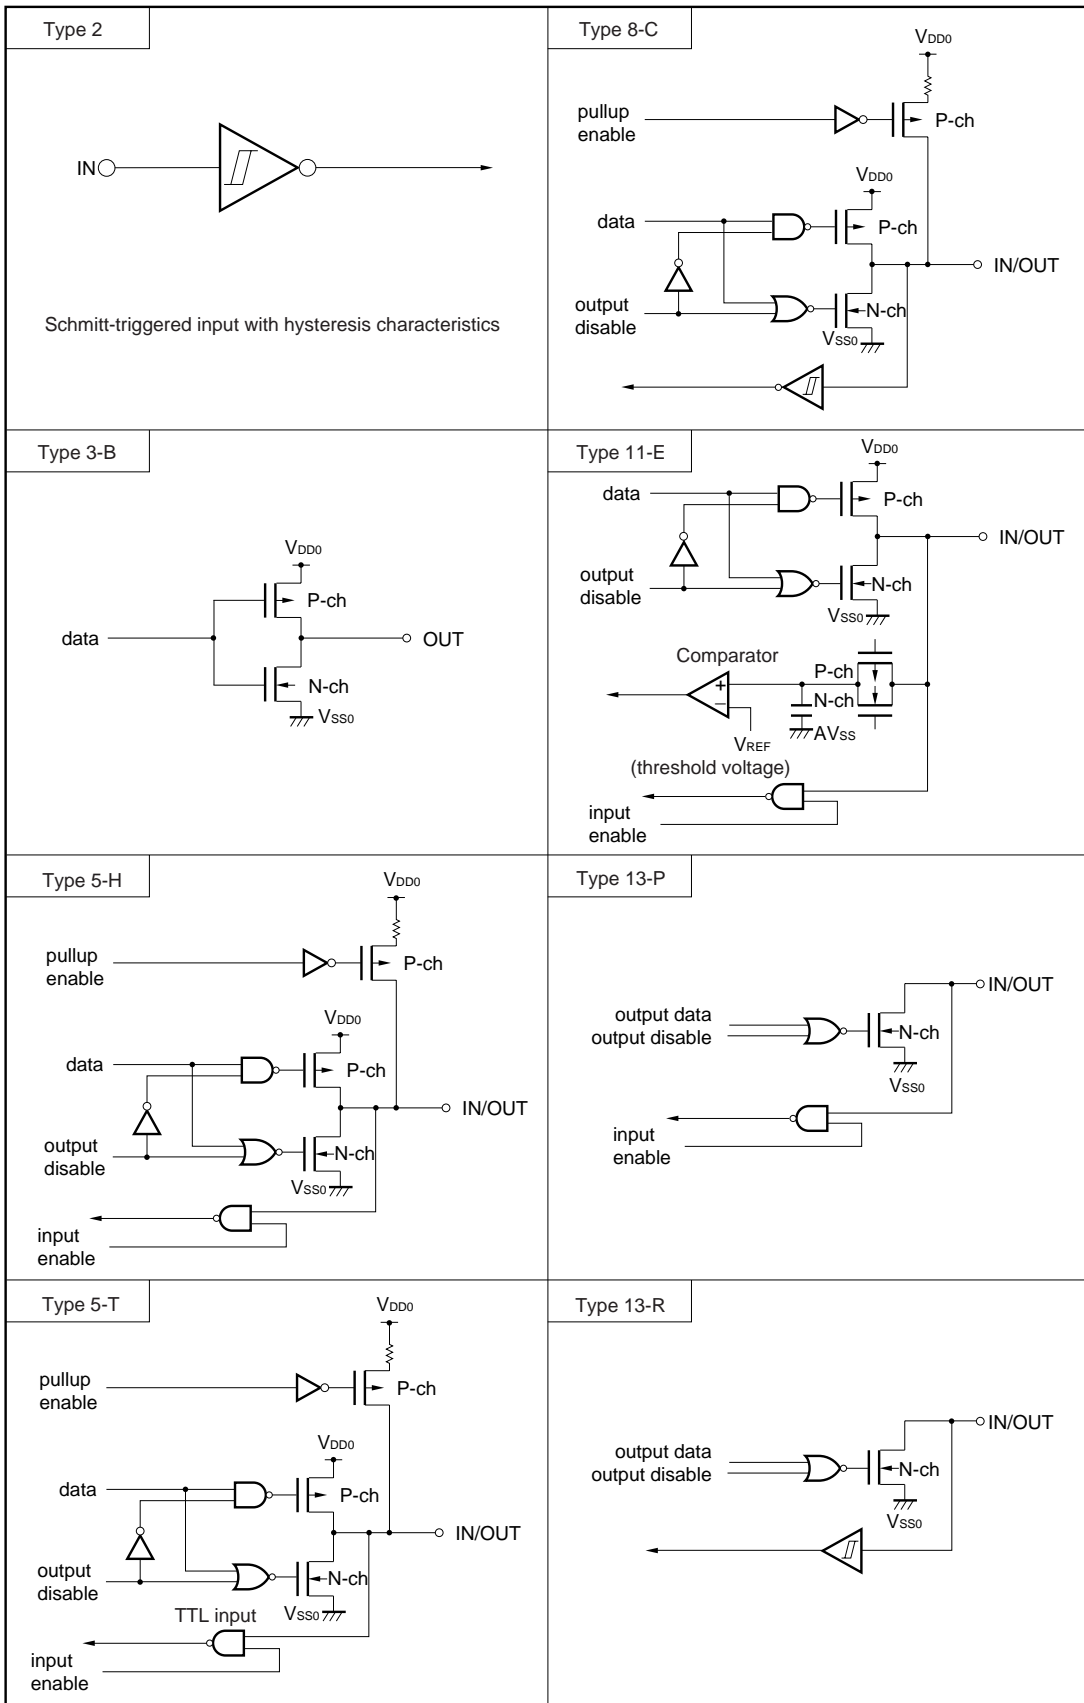 Type 2
IN
Schmitt-triggered input with hysteresis characteristics
Type 8-C
VDD0
pullup
enable
P-ch
VDD0
data
P-ch
IN/OUT
output
disable
N-ch
VSS0
Type 3-B
VDD0
P-ch
data
OUT
N-ch
VSS0
Type 11-E
VDD0
data
P-ch
IN/OUT
output
disable
N-ch
VSS0
Comparator
P-ch
+
−
N-ch
AVSS
VREF
(threshold voltage)
input
enable
Type 5-H
VDD0
pullup
enable
P-ch
VDD0
data
P-ch
IN/OUT
output
disable
N-ch
VSS0
input
enable
Type 13-P
IN/OUT
output data
output disable
N-ch
VSS0
input
enable
Type 5-T
VDD0
pullup
enable
P-ch
VDD0
data
P-ch
IN/OUT
output
disable
N-ch
VSS0
TTL input
input
enable
Type 13-R
IN/OUT
output data
output disable
N-ch
VSS0